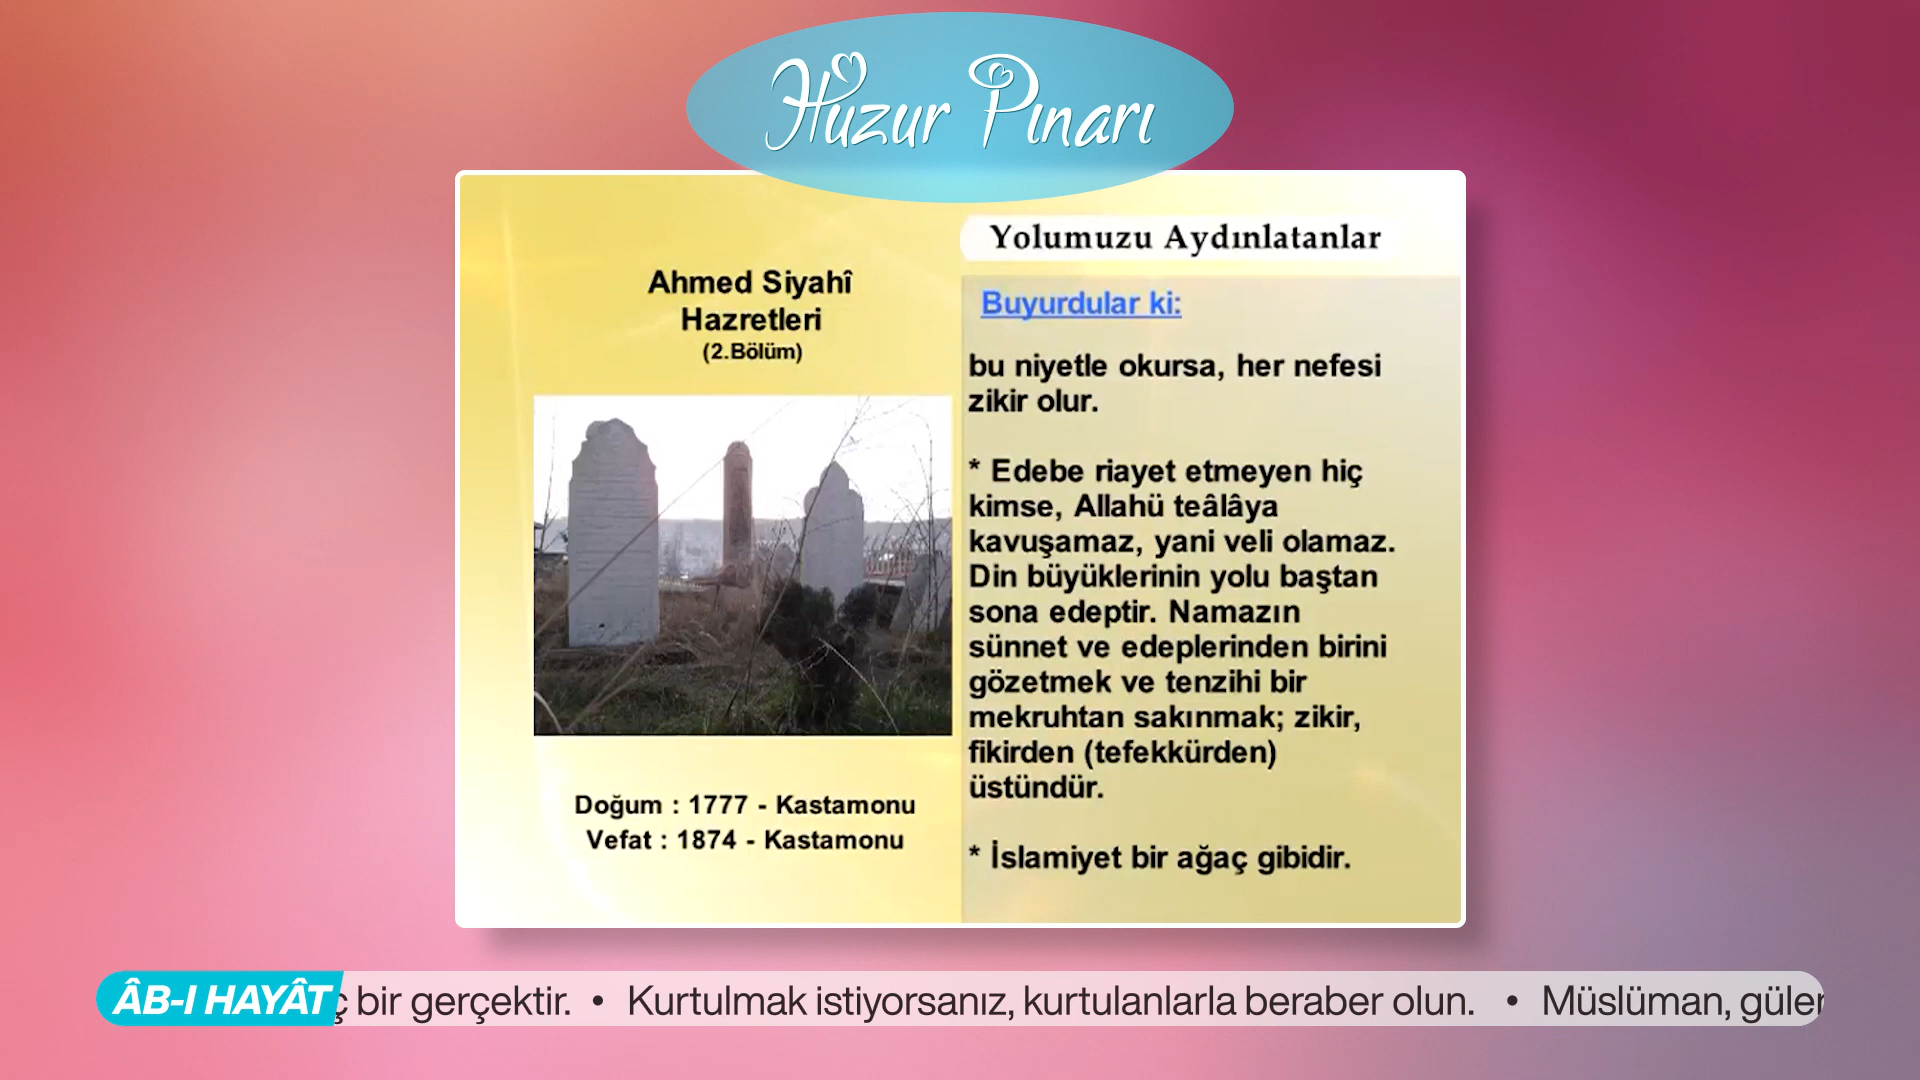 Huzur Pınarı
Yolumuzu Aydınlatanlar
Ahmed Siyahî
Hazretleri
(2.Bölüm)
Doğum : 1777 - Kastamonu
Vefat : 1874 - Kastamonu
Buyurdular ki:
bu niyetle okursa, her nefesi
zikir olur.
* Edebe riayet etmeyen hiç
kimse, Allahü teâlâya
kavuşamaz, yani veli olamaz.
Din büyüklerinin yolu baştan
sona edeptir. Namazın
sünnet ve edeplerinden birini
gözetmek ve tenzihi bir
mekruhtan sakınmak; zikir,
fikirden (tefekkürden)
üstündür.
* İslamiyet bir ağaç gibidir.
ÂB-I HAYÂT ç bir gerçektir. • Kurtulmak istiyorsanız, kurtulanlarla beraber olun. • Müslüman, güler